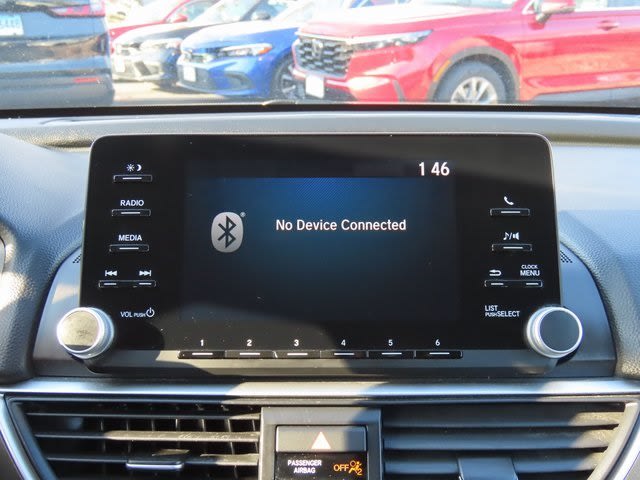 1 46
RADIO
No Device Connected
®
MEDIA
CLOCK
MENU
VOL PUSH
LIST
PUSH SELECT
1 2 3 4 5 6
PASSENGER
AIRBAG
OFF